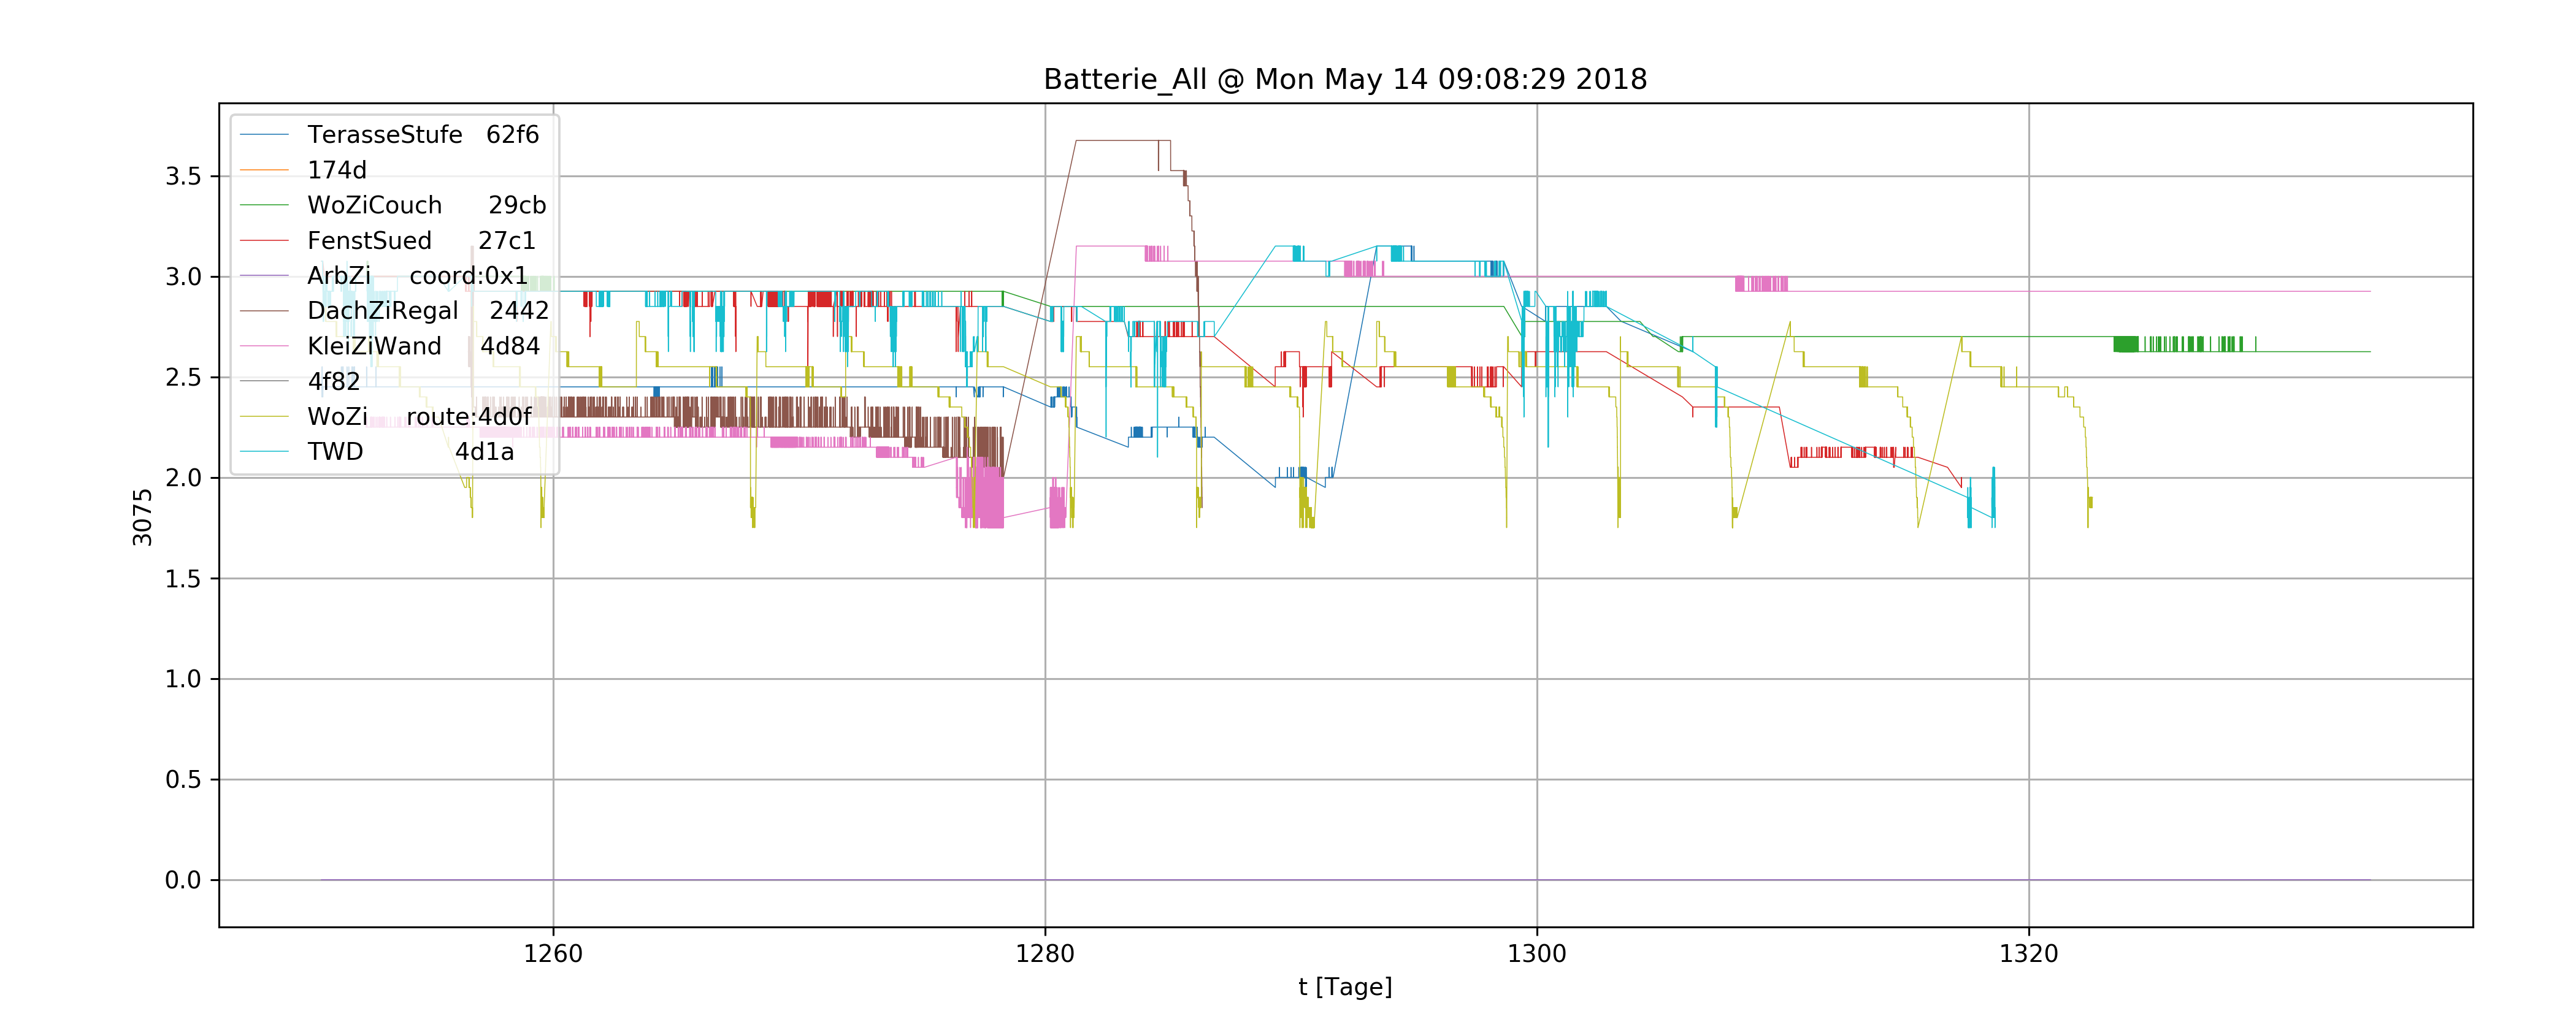 Batterie_All @ Mon May 14 09:08:29 2018
TerasseStufe 62f6
174d
WoZiCouch 29cb
FenstSued 27c1
ArbZi coord:0x1
DachZiRegal 2442
KleiZiWand 4d84
4f82
WoZi route:4d0f
TWD 4d1a
3.5
3.0
2.5
2.0
1.5
1.0
0.5
0.0
3075
1260 1280 1300 1320
t [Tage]